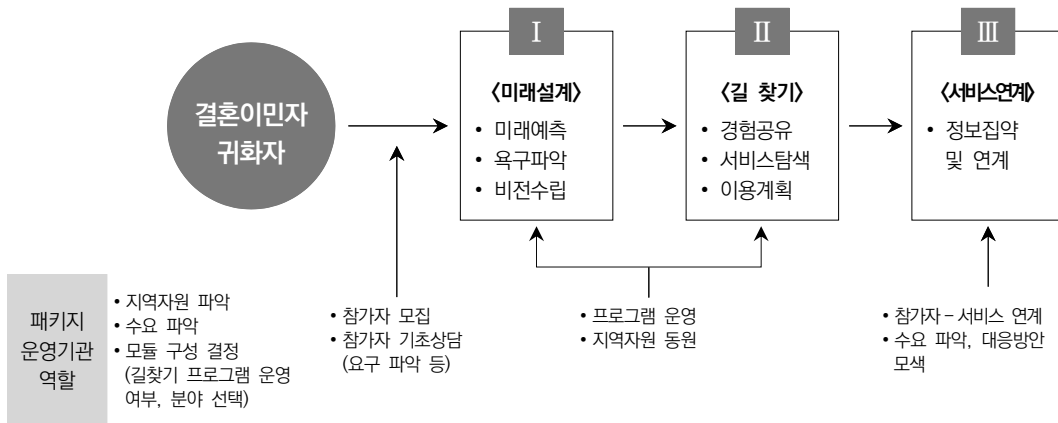 결혼이민자
귀화자
Ⅰ
〈미래설계〉
• 미래예측
• 욕구파악
• 비전수립
Ⅱ
〈길 찾기〉
• 경험공유
• 서비스탐색
• 이용계획
Ⅲ
〈서비스연계〉
• 정보집약
및 연계
패키지
운영기관
역할
• 지역자원 파악
• 수요 파악
• 모듈 구성 결정
(길찾기 프로그램 운영
여부, 분야 선택)
• 참가자 모집
• 참가자 기초상담
(요구 파악 등)
• 프로그램 운영
• 지역자원 동원
• 참가자-서비스 연계
• 수요 파악, 대응방안
모색